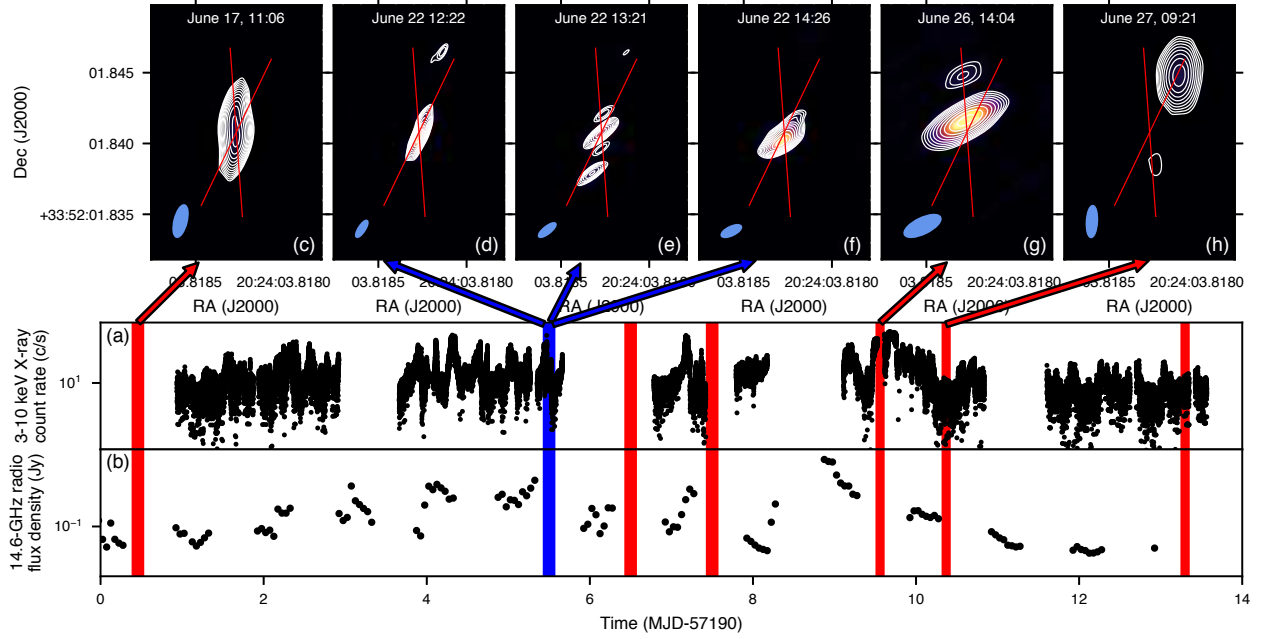 June 17, 11:06
June 22 12:22
June 22 13:21
June 22 14:26
June 26, 14:04
June 27, 09:21
Dec (J2000)
01.845
01.840
+33:52:01.835
(c)
(d)
(e)
(f)
(g)
(h)
03.8185 20:24:03.8180
03.8185 20:24:03.8180
03.8185 20:24:03.8180
03.8185 20:24:03.8180
03.8185 20:24:03.8180
03.8185 20:24:03.8180
RA (J2000)
RA (J2000)
RA (J2000)
RA (J2000)
RA (J2000)
RA (J2000)
(a)
3-10 keV X-ray
count rate (c/s)
10¹
(b)
14.6-GHz radio
flux density (Jy)
10⁻¹
0 2 4 6 8 10 12 14
Time (MJD-57190)